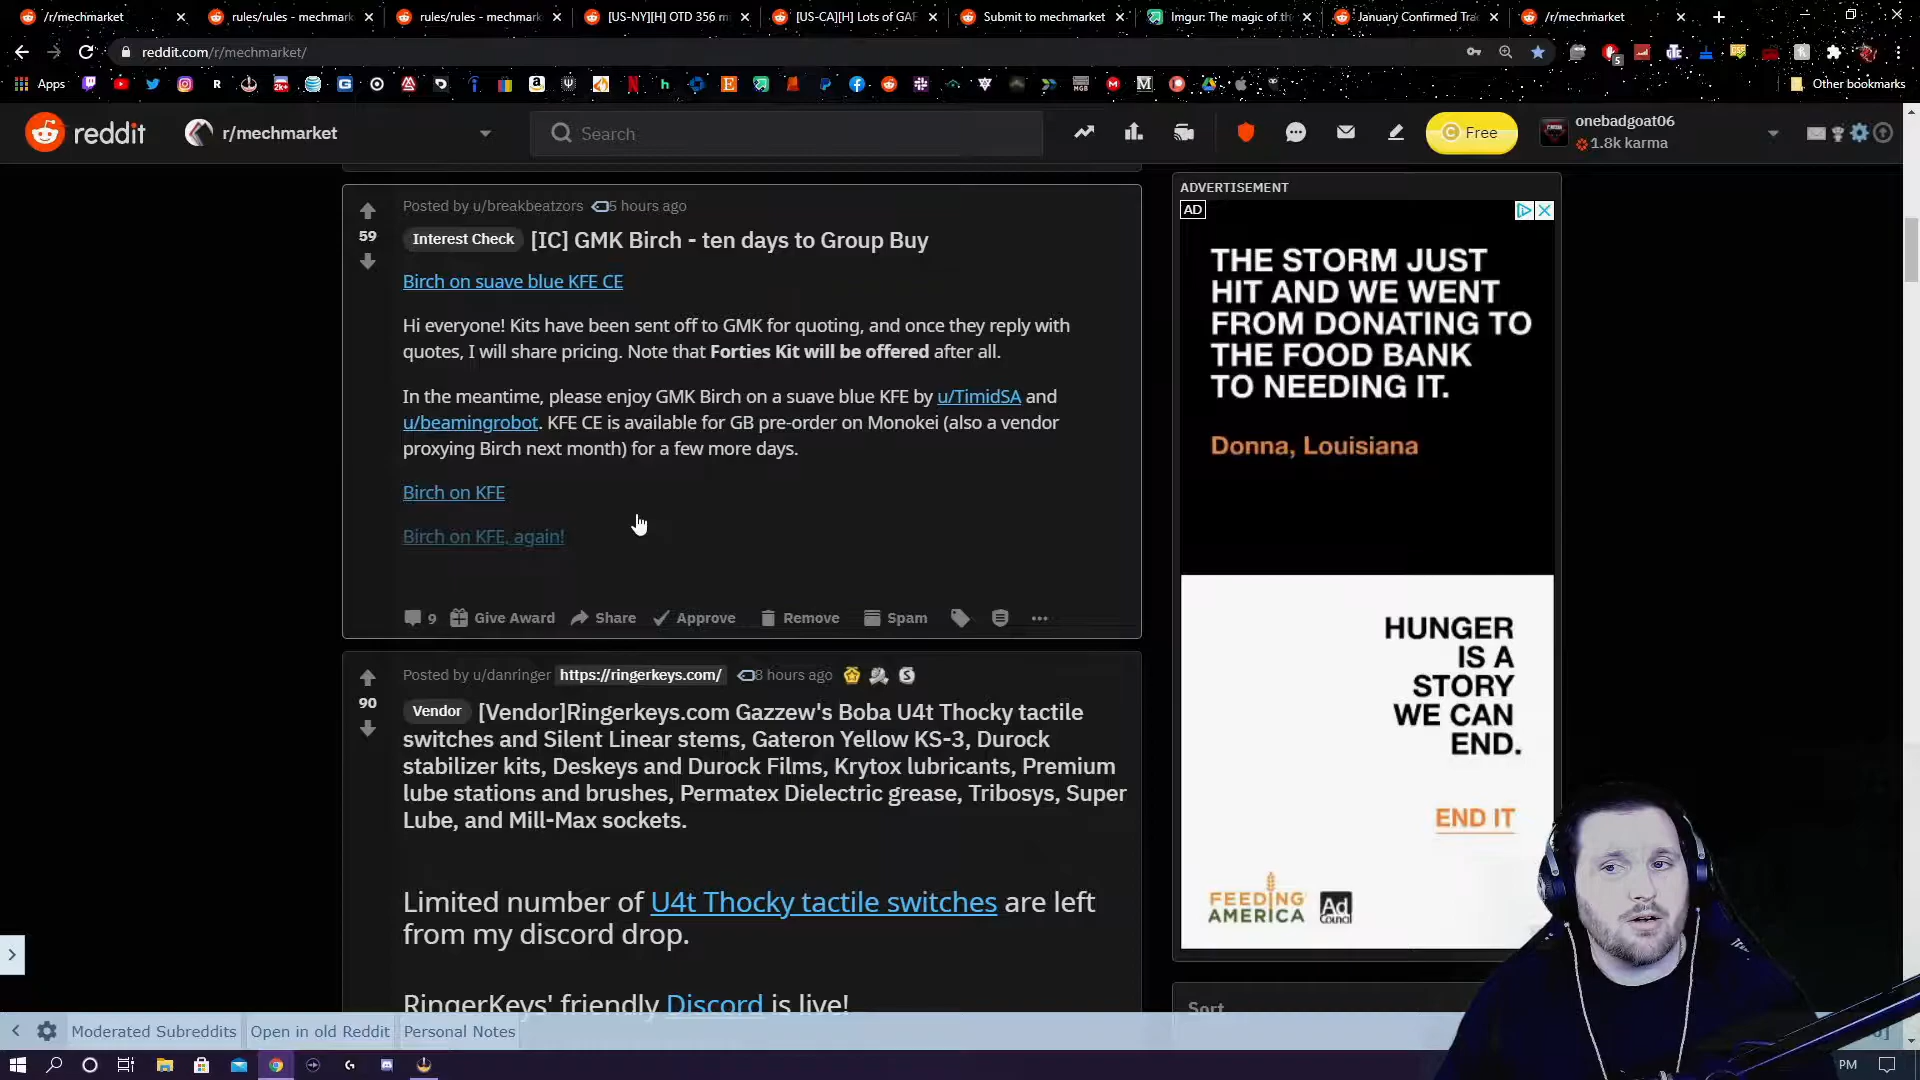 /r/mechmarket
rules/rules - mechmark
rules/rules - mechmark
[US-NY][H] OTD 356 m
[US-CA][H] Lots of GA
Submit to mechmarket
Imgur: The magic of th
January Confirmed Tra
/r/mechmarket
reddit.com/r/mechmarket/
5
Apps
Other bookmarks
reddit
r/mechmarket
Search
Free
onebadgoat06
1.8k karma
Posted by u/breakbeatzors 5 hours ago
59
Interest Check [IC] GMK Birch - ten days to Group Buy
Birch on suave blue KFE CE
Hi everyone! Kits have been sent off to GMK for quoting, and once they reply with
quotes, I will share pricing. Note that Forties Kit will be offered after all.
In the meantime, please enjoy GMK Birch on a suave blue KFE by u/TimidSA and
u/beamingrobot. KFE CE is available for GB pre-order on Monokei (also a vendor
proxying Birch next month) for a few more days.
Birch on KFE
Birch on KFE, again!
9 Give Award Share Approve Remove Spam
Posted by u/danringer https://ringerkeys.com/ 8 hours ago
90
Vendor [Vendor]Ringerkeys.com Gazzew's Boba U4t Thocky tactile
switches and Silent Linear stems, Gateron Yellow KS-3, Durock
stabilizer kits, Deskeys and Durock Films, Krytox lubricants, Premium
lube stations and brushes, Permatex Dielectric grease, Tribosys, Super
Lube, and Mill-Max sockets.
Limited number of U4t Thocky tactile switches are left
from my discord drop.
RingerKeys' friendly Discord is live!
ADVERTISEMENT
AD
THE STORM JUST
HIT AND WE WENT
FROM DONATING TO
THE FOOD BANK
TO NEEDING IT.
Donna, Louisiana
HUNGER
IS A
STORY
WE CAN
END.
END IT
FEEDING
AMERICA
Ad
Council
Sort
Moderated Subreddits
Open in old Reddit
Personal Notes
PM